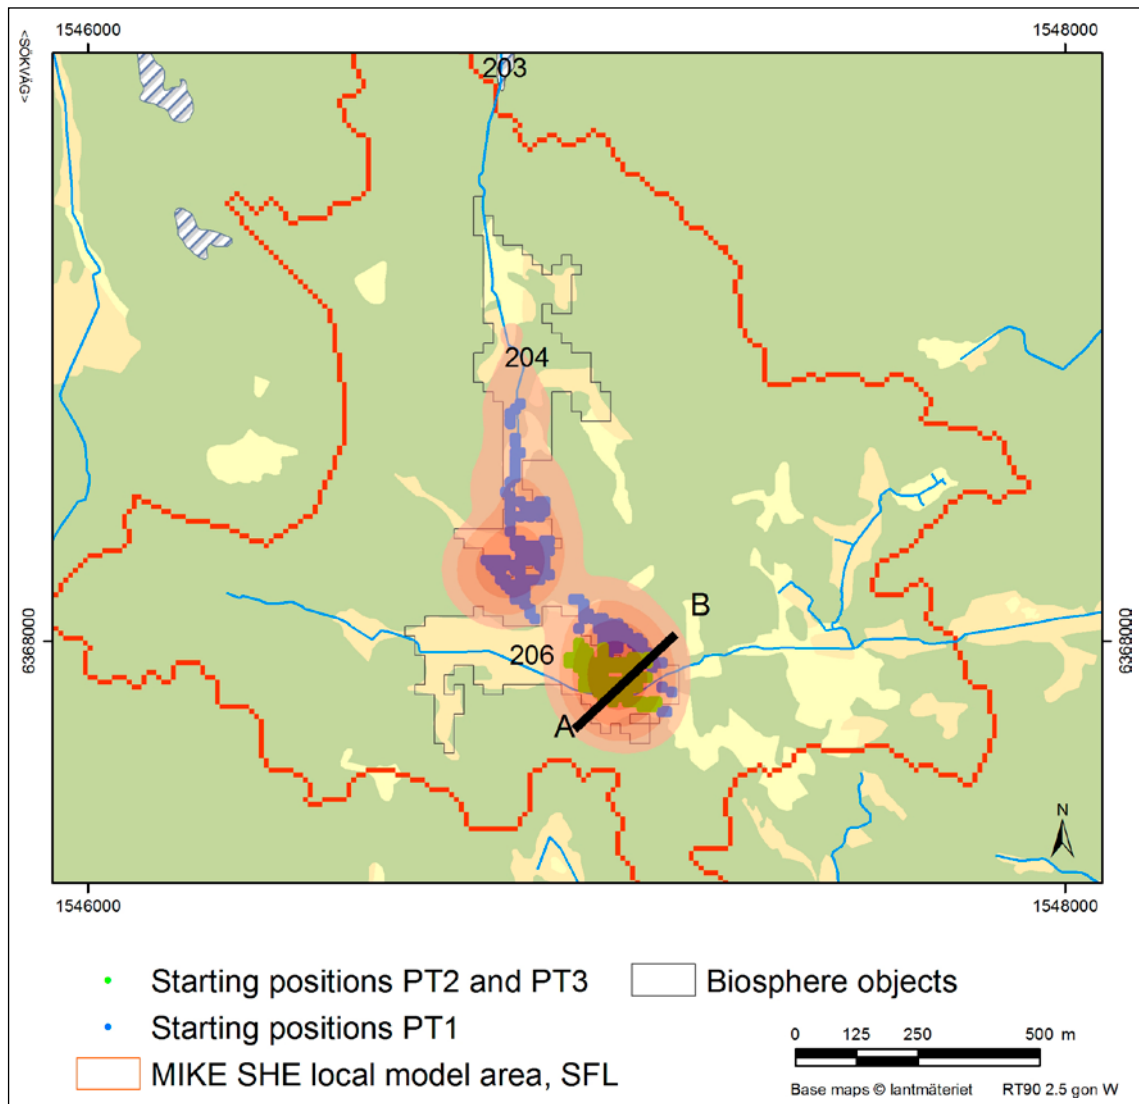 1546000
1548000
<SÖKVÄG>
203
204
B
6368000
6368000
206
A
N
1546000
1548000
Starting positions PT2 and PT3
Biosphere objects
Starting positions PT1
0 125 250 500 m
MIKE SHE local model area, SFL
Base maps © lantmäteriet RT90 2.5 gon W